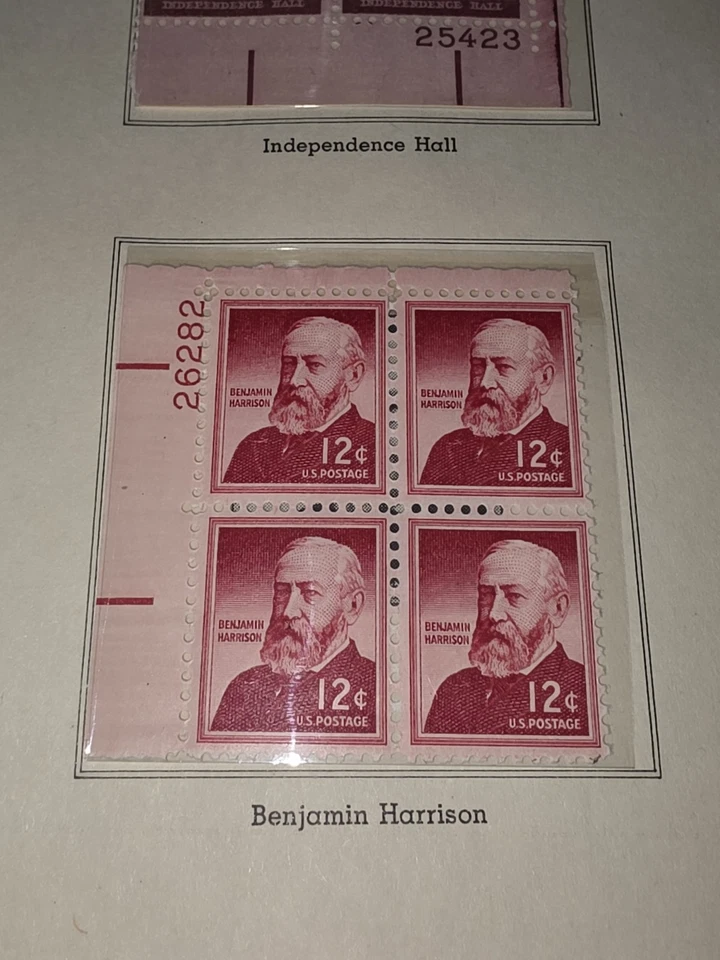 INDEPENDENCE HALL
INDEPENDENCE HALL
25423
Independence Hall
26282
BENJAMIN
HARRISON
12¢
U.S.POSTAGE
BENJAMIN
HARRISON
12¢
U.S.POSTAGE
BENJAMIN
HARRISON
12¢
U.S.POSTAGE
BENJAMIN
HARRISON
12¢
U.S.POSTAGE
Benjamin Harrison